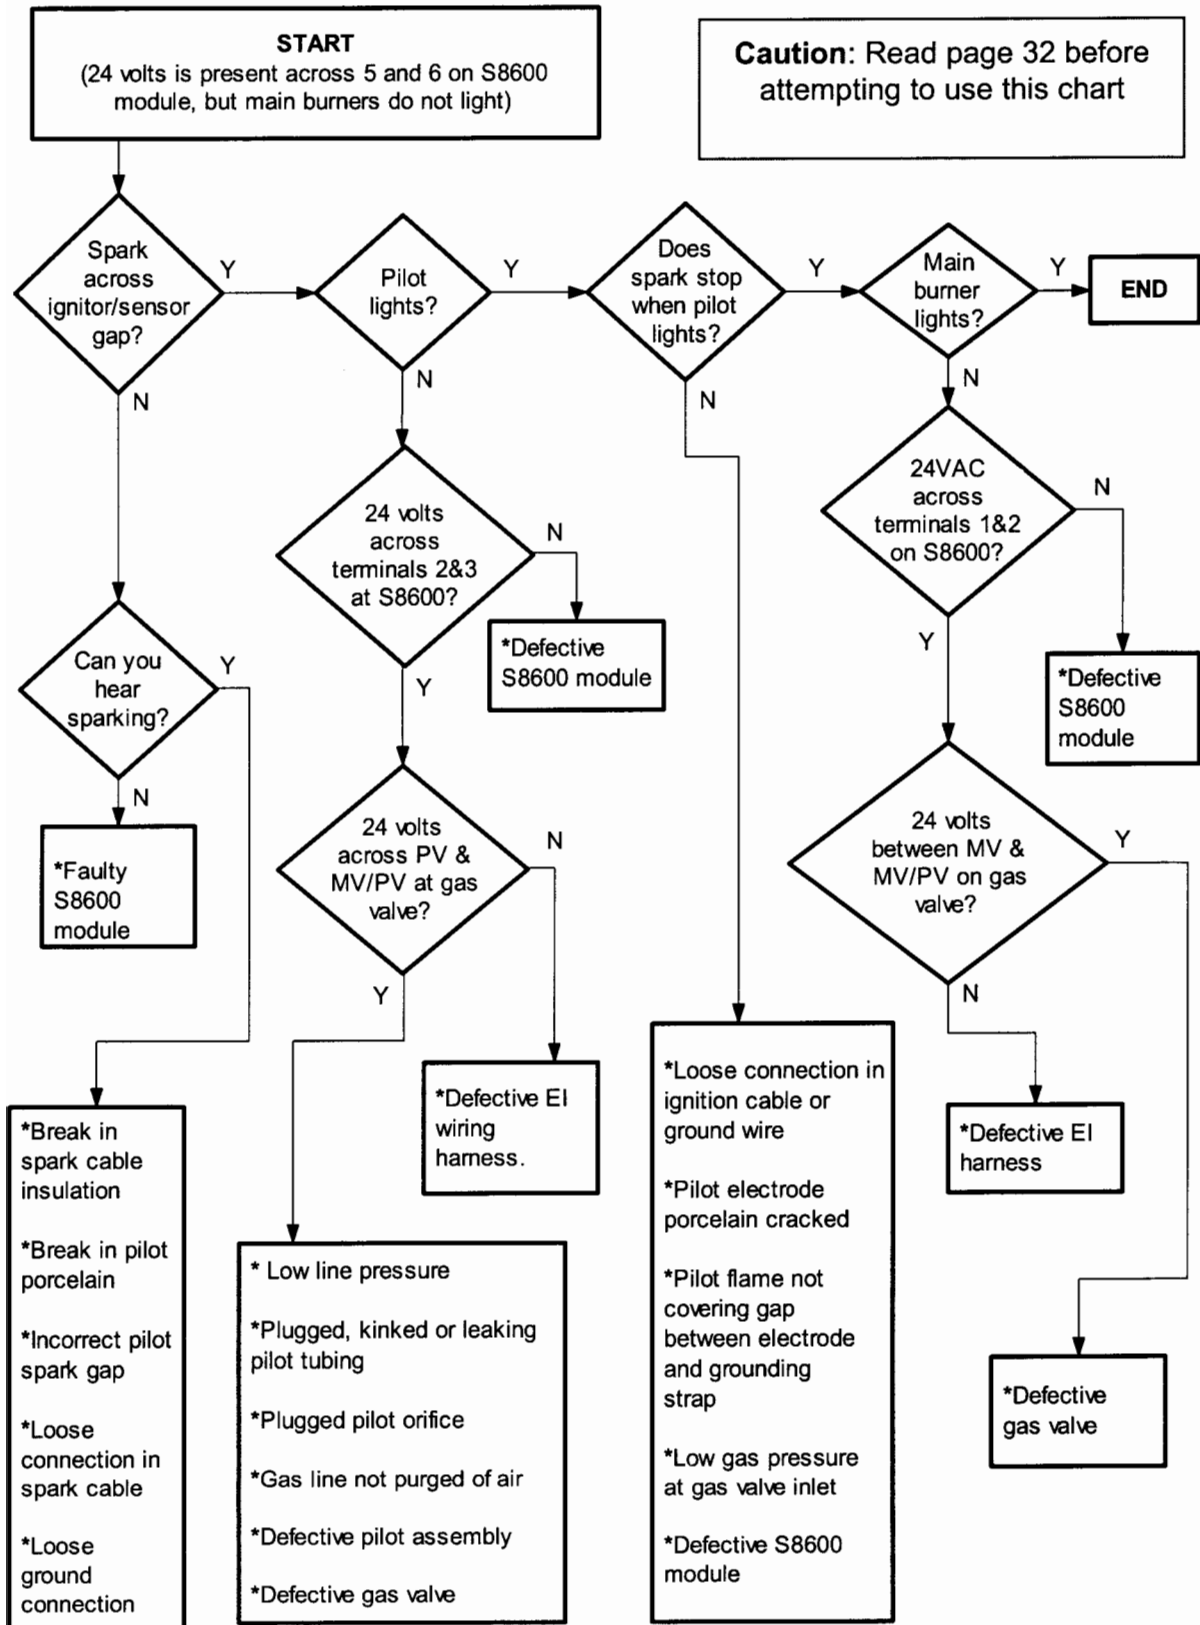 START
(24 volts is present across 5 and 6 on S8600
module, but main burners do not light)
Caution: Read page 32 before
attempting to use this chart
Spark
across
ignitor/sensor
gap?
Y
N
Pilot
lights?
Y
N
Does
spark stop
when pilot
lights?
Y
N
Main
burner
lights?
Y
N
END
24 volts
across
terminals 2&3
at S8600?
N
Y
*Defective
S8600 module
24VAC
across
terminals 1&2
on S8600?
N
Y
*Defective
S8600
module
Can you
hear
sparking?
Y
N
*Faulty
S8600
module
24 volts
across PV &
MV/PV at gas
valve?
N
Y
24 volts
between MV &
MV/PV on gas
valve?
Y
N
*Break in
spark cable
insulation
*Break in pilot
porcelain
*Incorrect pilot
spark gap
*Loose
connection in
spark cable
*Loose
ground
connection
* Low line pressure
*Plugged, kinked or leaking
pilot tubing
*Plugged pilot orifice
*Gas line not purged of air
*Defective pilot assembly
*Defective gas valve
*Defective EI
wiring
harness.
*Loose connection in
ignition cable or
ground wire
*Pilot electrode
porcelain cracked
*Pilot flame not
covering gap
between electrode
and grounding
strap
*Low gas pressure
at gas valve inlet
*Defective S8600
module
*Defective EI
harness
*Defective
gas valve